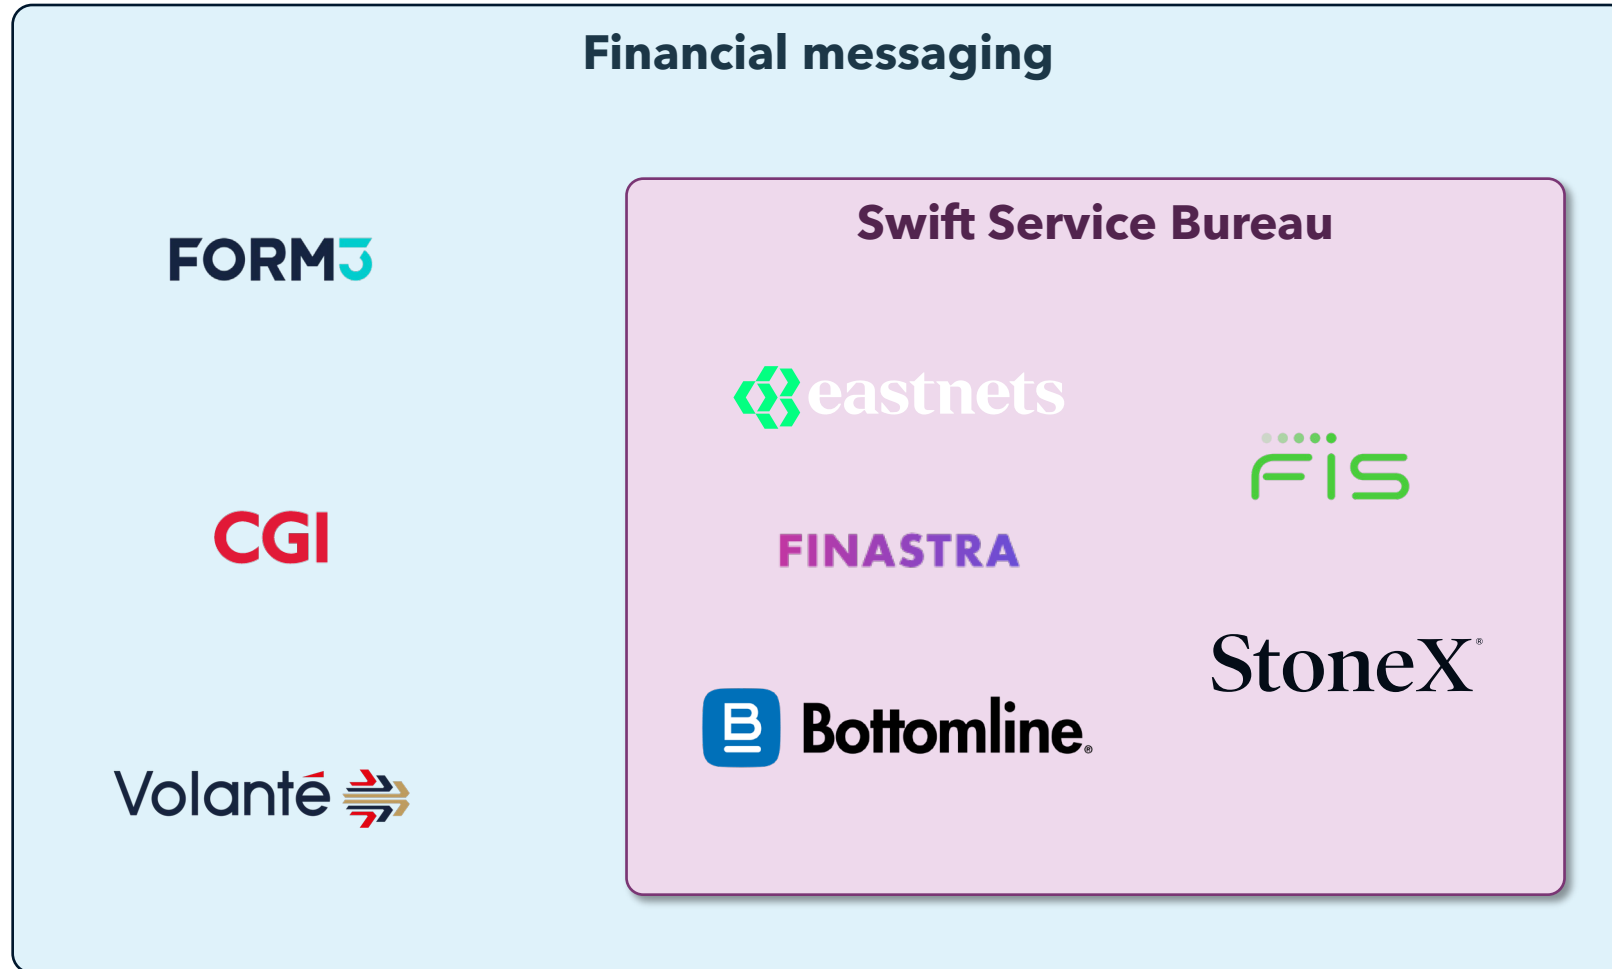 Financial messaging
Swift Service Bureau
FORM3
eastnets
FIS
CGI
FINASTRA
StoneX®
B Bottomline®
Volanté